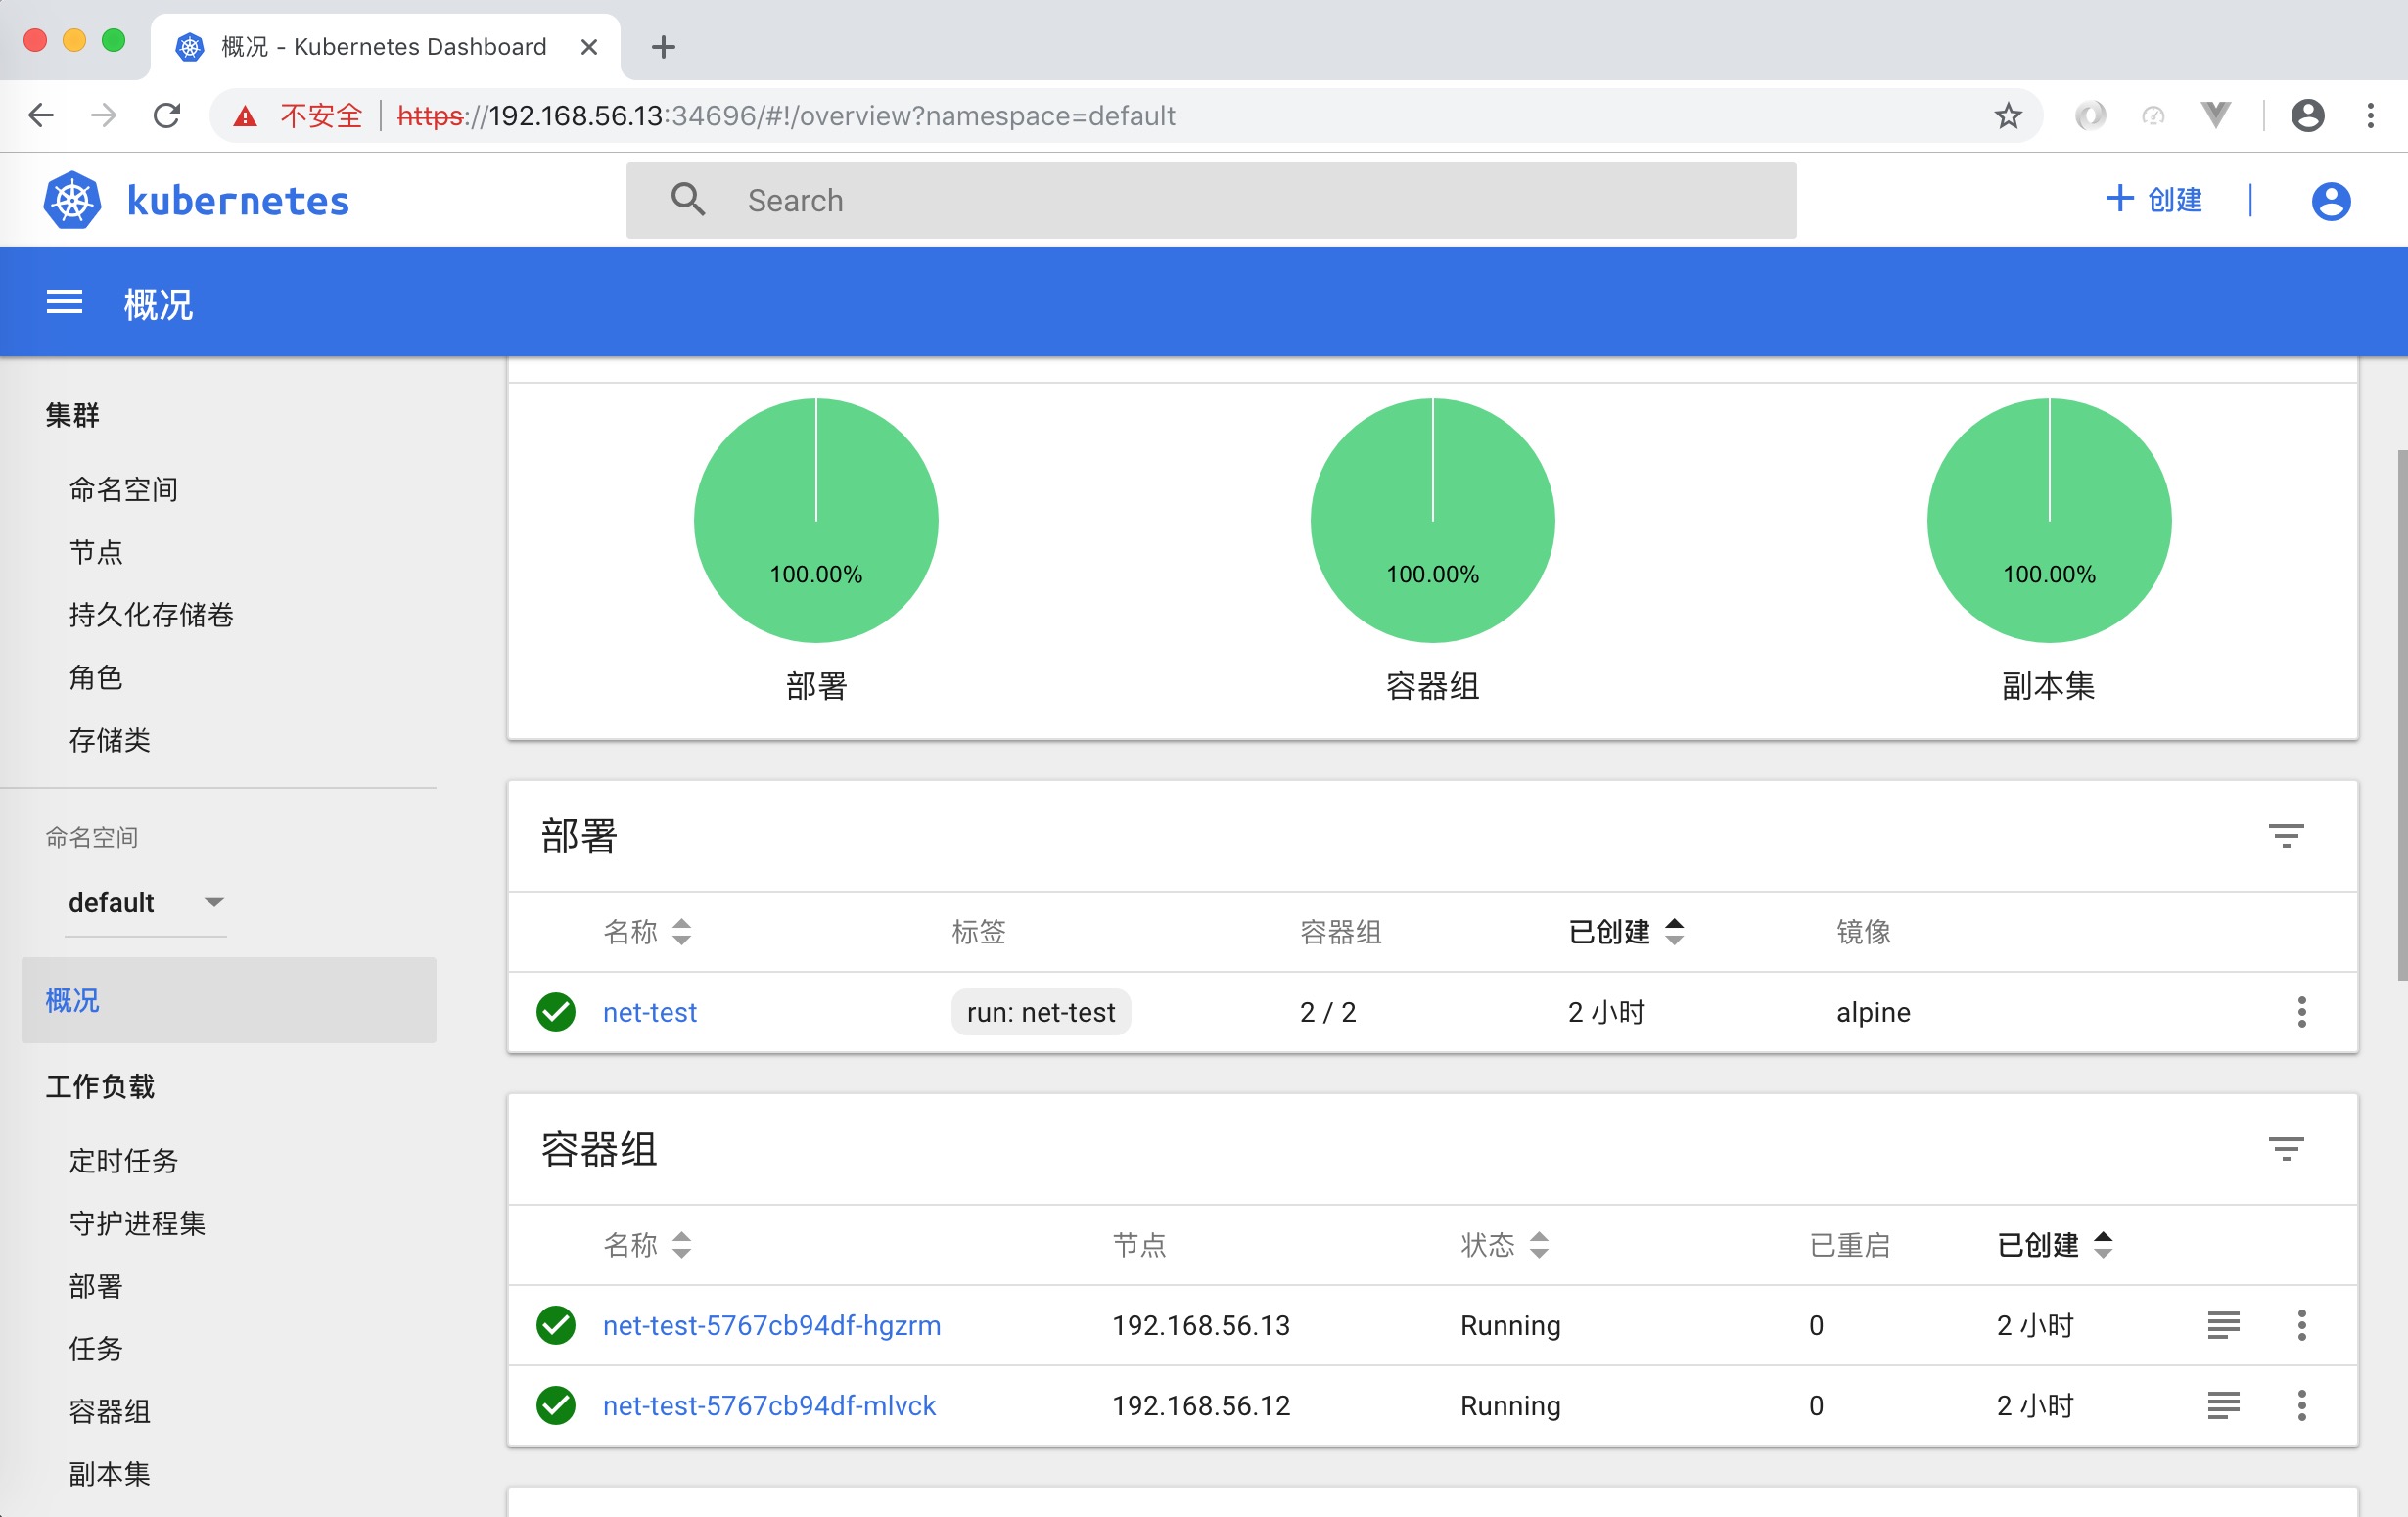 概况 - Kubernetes Dashboard
不安全 https://192.168.56.13:34696/#!/overview?namespace=default
kubernetes
Search
创建
概况
集群
命名空间
节点
持久化存储卷
角色
存储类
命名空间
default
概况
工作负载
定时任务
守护进程集
部署
任务
容器组
副本集
100.00% 100.00% 100.00%
部署 容器组 副本集
部署
名称 标签 容器组 已创建 镜像
net-test run: net-test 2 / 2 2 小时 alpine
容器组
名称 节点 状态 已重启 已创建
net-test-5767cb94df-hgzrm 192.168.56.13 Running 0 2 小时
net-test-5767cb94df-mlvck 192.168.56.12 Running 0 2 小时